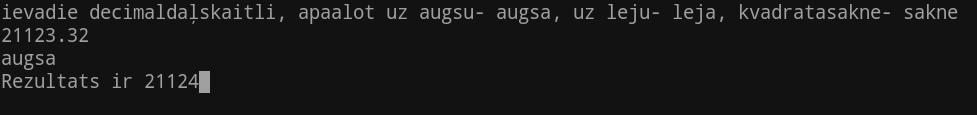 ievadie decimaldaļskaitli, apaalot uz augsu- augsa, uz leju- leja, kvadratasakne- sakne
21123.32
augsa
Rezultats ir 21124